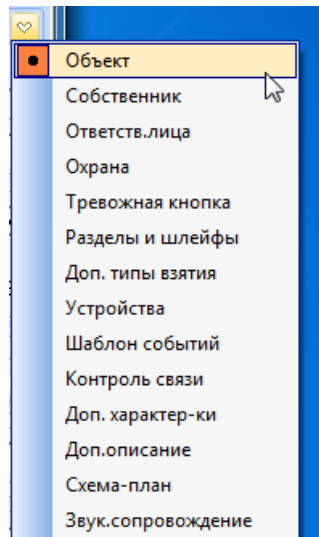 Объект
Собственник
Ответств.лица
Охрана
Тревожная кнопка
Разделы и шлейфы
Доп. типы взятия
Устройства
Шаблон событий
Контроль связи
Доп. характер-ки
Доп.описание
Схема-план
Звук.сопровождение